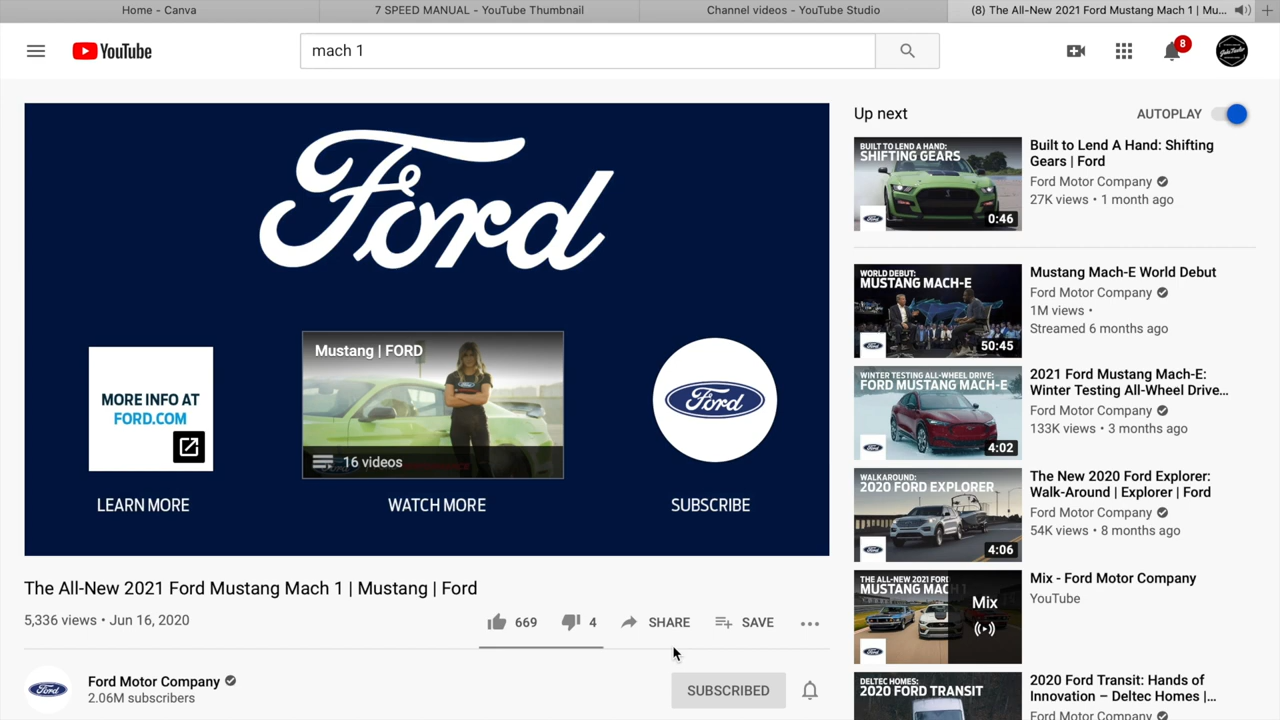 Home - Canva
7 SPEED MANUAL - YouTube Thumbnail
Channel videos - YouTube Studio
(8) The All-New 2021 Ford Mustang Mach 1 | Mu...
YouTube
mach 1
8
Ford
MORE INFO AT
FORD.COM
LEARN MORE
Mustang | FORD
16 videos
WATCH MORE
Ford
SUBSCRIBE
The All-New 2021 Ford Mustang Mach 1 | Mustang | Ford
5,336 views • Jun 16, 2020
669
4
SHARE
SAVE
Ford
Ford Motor Company
2.06M subscribers
SUBSCRIBED
Up next
AUTOPLAY
BUILT TO LEND A HAND:
SHIFTING GEARS
0:46
Built to Lend A Hand: Shifting
Gears | Ford
Ford Motor Company
27K views • 1 month ago
WORLD DEBUT:
MUSTANG MACH-E
50:45
Mustang Mach-E World Debut
Ford Motor Company
1M views •
Streamed 6 months ago
WINTER TESTING ALL-WHEEL DRIVE:
FORD MUSTANG MACH-E
4:02
2021 Ford Mustang Mach-E:
Winter Testing All-Wheel Drive...
Ford Motor Company
133K views • 3 months ago
WALKAROUND:
2020 FORD EXPLORER
4:06
The New 2020 Ford Explorer:
Walk-Around | Explorer | Ford
Ford Motor Company
54K views • 8 months ago
THE ALL-NEW 2021 FORD
MUSTANG MACH 1
Mix
Mix - Ford Motor Company
YouTube
DELTEC HOMES:
2020 FORD TRANSIT
2020 Ford Transit: Hands of
Innovation – Deltec Homes |...
Ford Motor Company